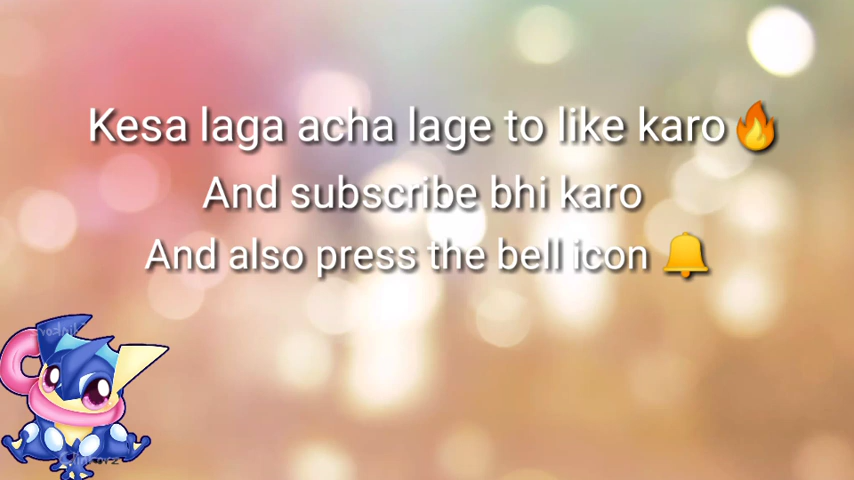 Kesa laga acha lage to like karo🔥
And subscribe bhi karo
And also press the bell icon 🔔